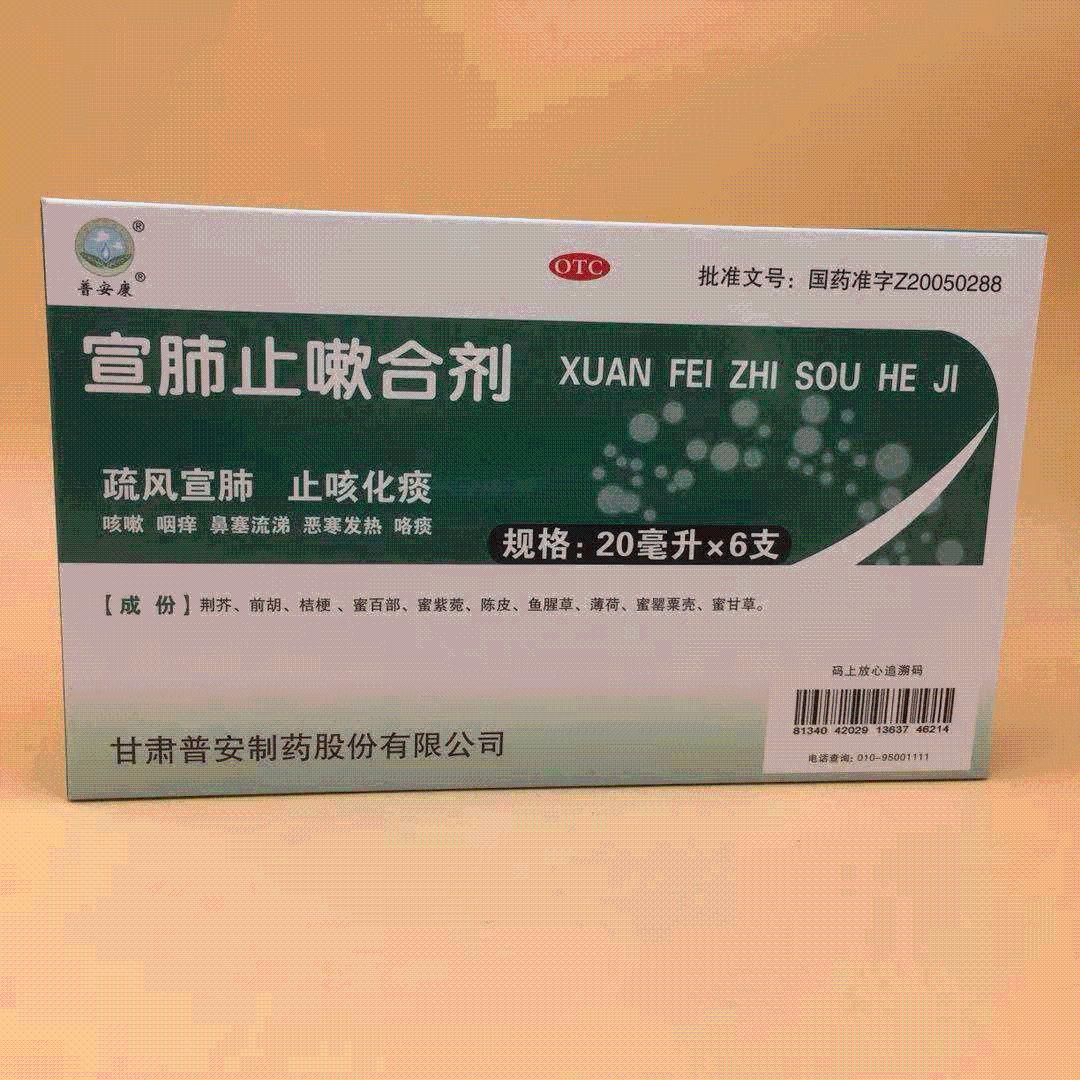 ®
普安康®
OTC
批准文号：国药准字Z20050288
宣肺止嗽合剂 XUAN FEI ZHI SOU HE JI
疏风宣肺 止咳化痰
咳嗽 咽痒 鼻塞流涕 恶寒发热 咯痰
规格：20毫升×6支
【成份】荆芥、前胡、桔梗、蜜百部、蜜紫菀、陈皮、鱼腥草、薄荷、蜜罂粟壳、蜜甘草。
码上放心追溯码
81340 42029 13637 46214
电话查询：010-95001111
甘肃普安制药股份有限公司